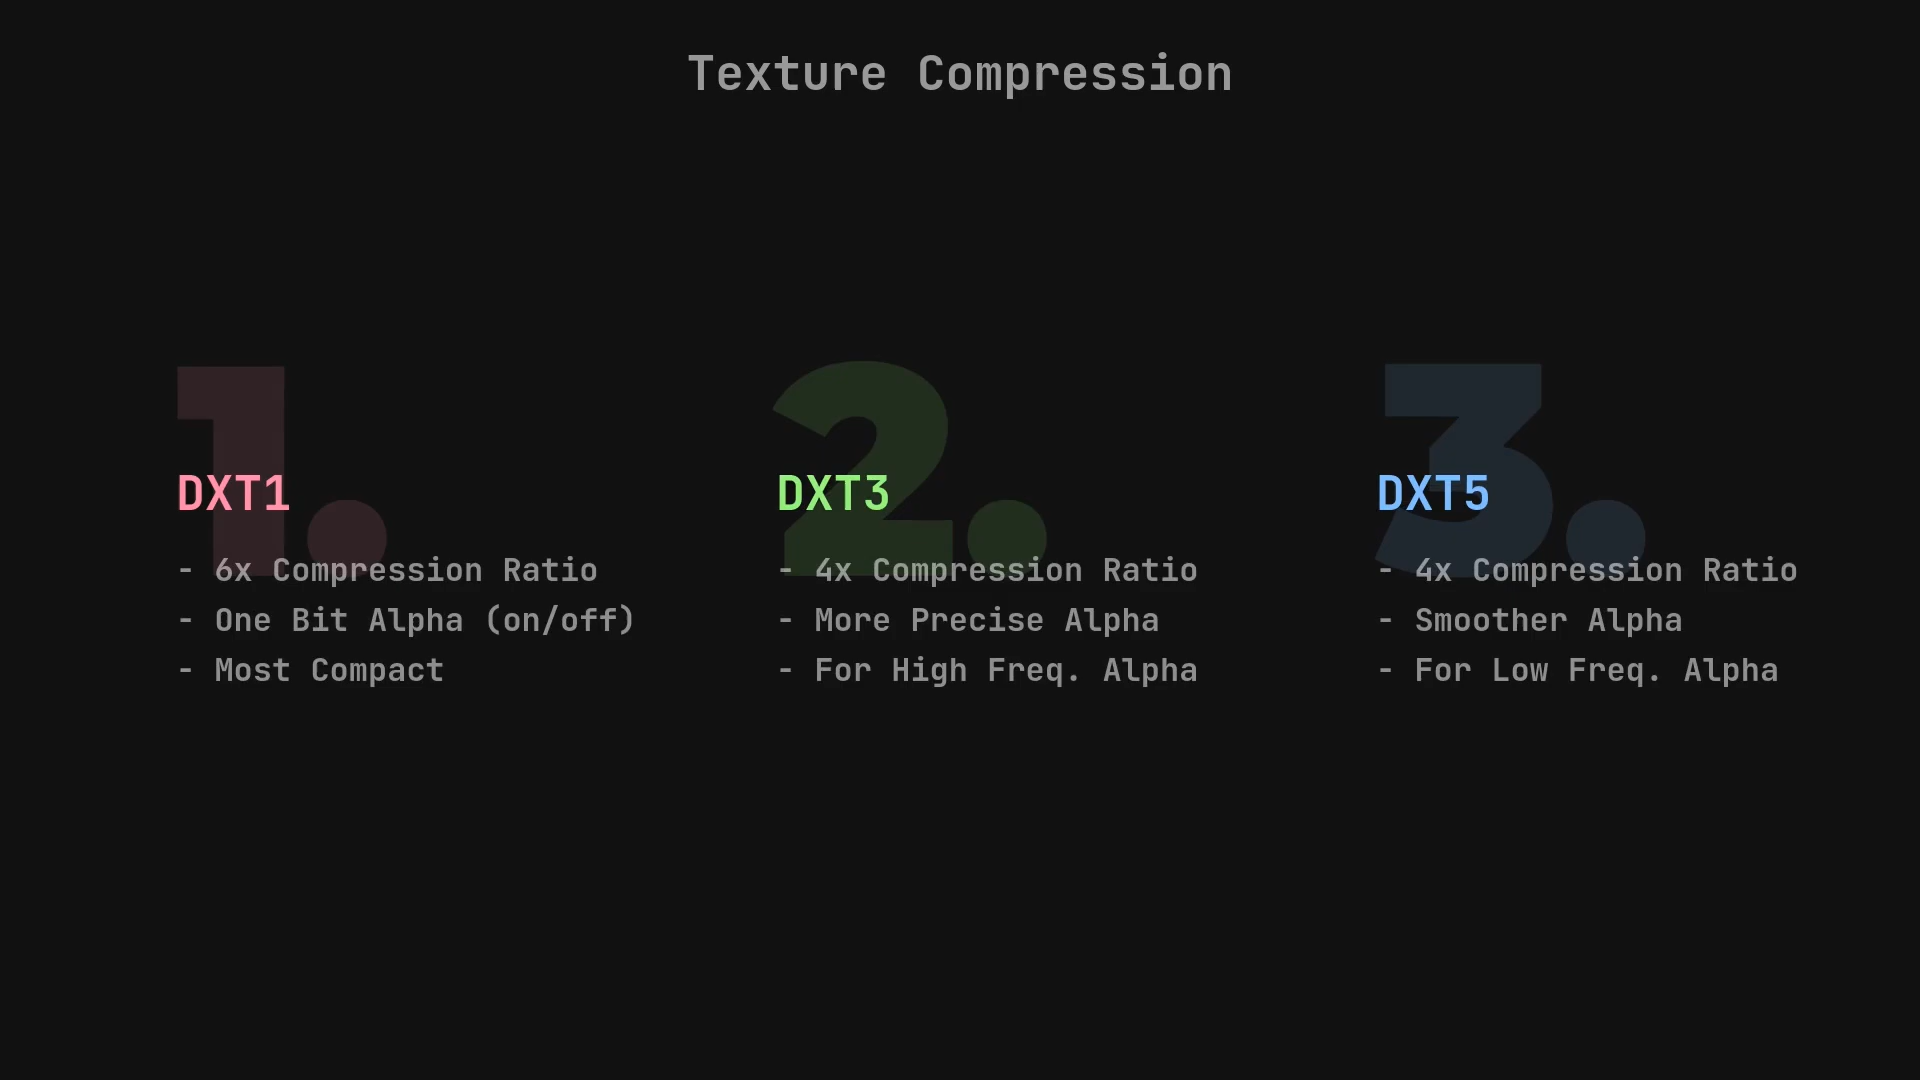 Texture Compression
1.
DXT1
- 6x Compression Ratio
- One Bit Alpha (on/off)
- Most Compact
2.
DXT3
- 4x Compression Ratio
- More Precise Alpha
- For High Freq. Alpha
3.
DXT5
- 4x Compression Ratio
- Smoother Alpha
- For Low Freq. Alpha